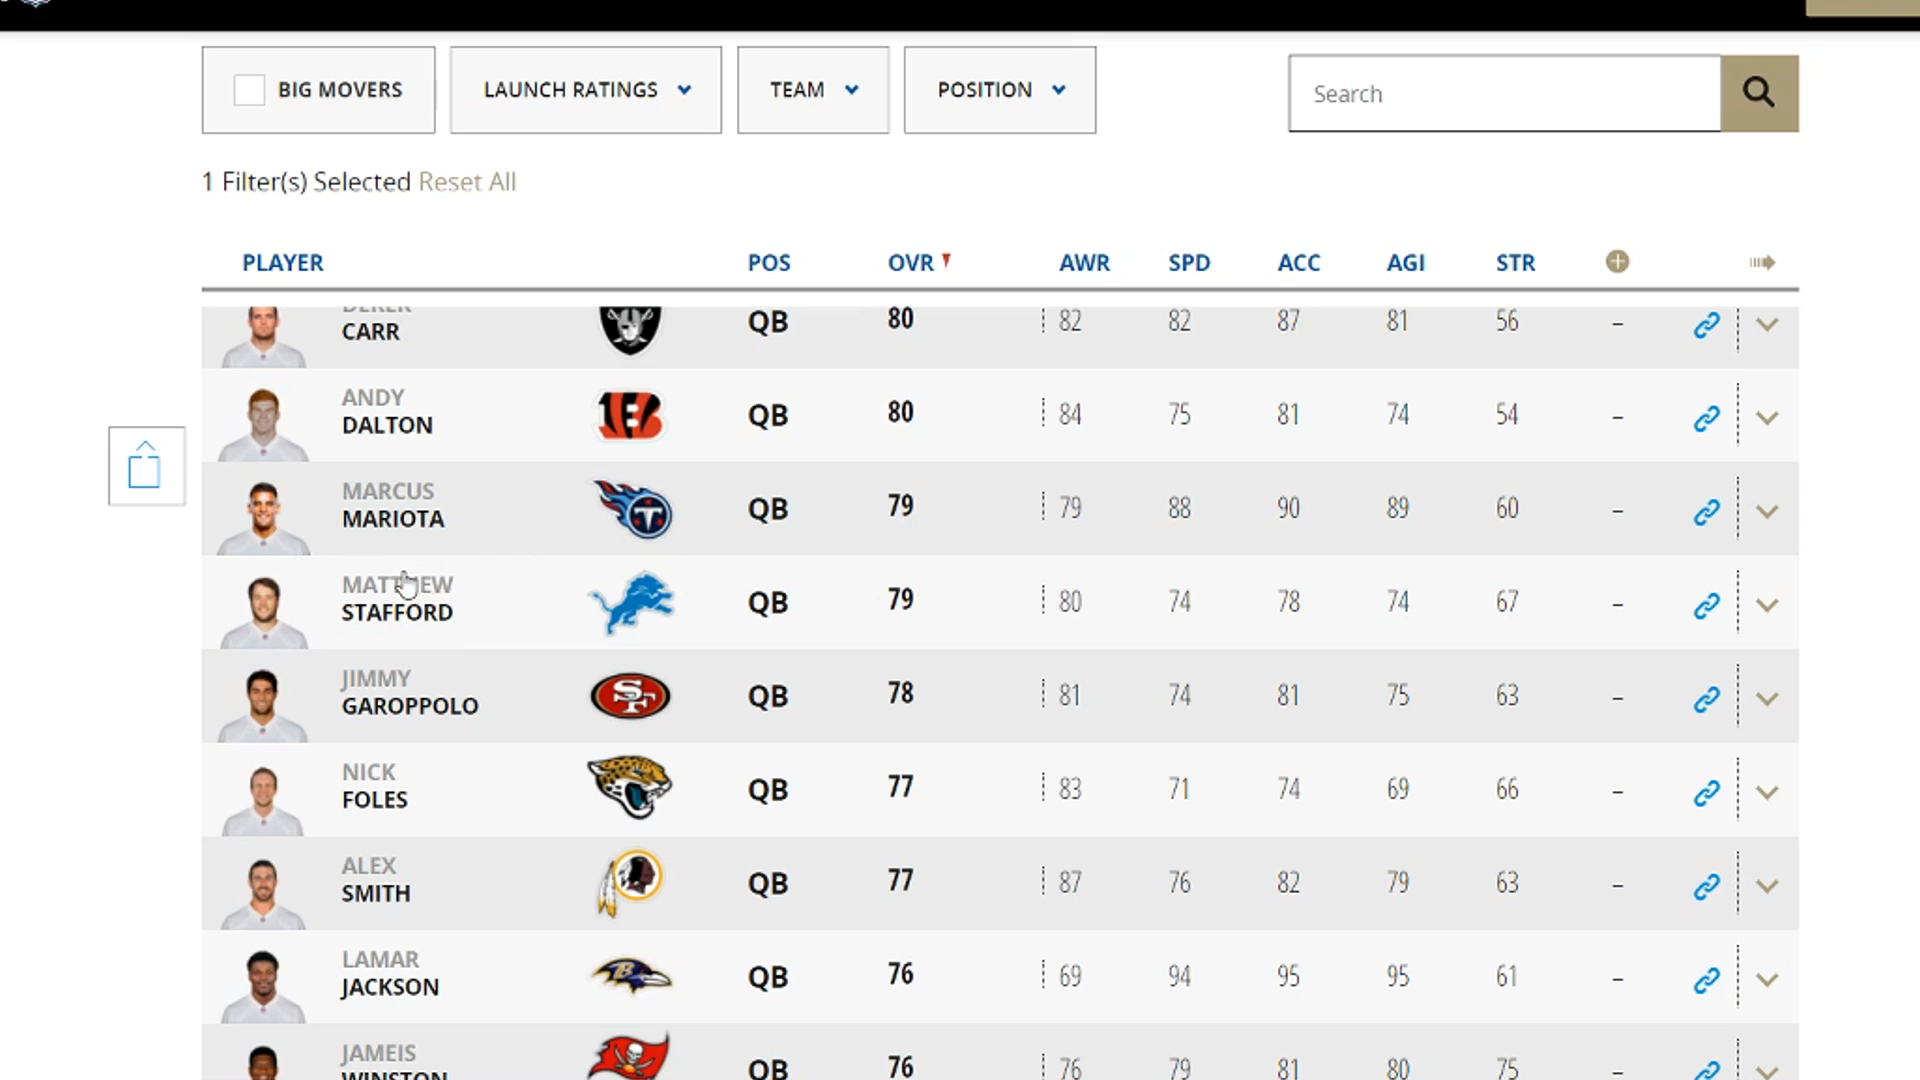 BIG MOVERS LAUNCH RATINGS TEAM POSITION Search
1 Filter(s) Selected Reset All
PLAYER POS OVR AWR SPD ACC AGI STR
DEREK
CARR QB 80 82 82 87 81 56 –
ANDY
DALTON QB 80 84 75 81 74 54 –
MARCUS
MARIOTA QB 79 79 88 90 89 60 –
MATTHEW
STAFFORD QB 79 80 74 78 74 67 –
JIMMY
GAROPPOLO QB 78 81 74 81 75 63 –
NICK
FOLES QB 77 83 71 74 69 66 –
ALEX
SMITH QB 77 87 76 82 79 63 –
LAMAR
JACKSON QB 76 69 94 95 95 61 –
JAMEIS
WINSTON QB 76 76 79 81 80 75 –